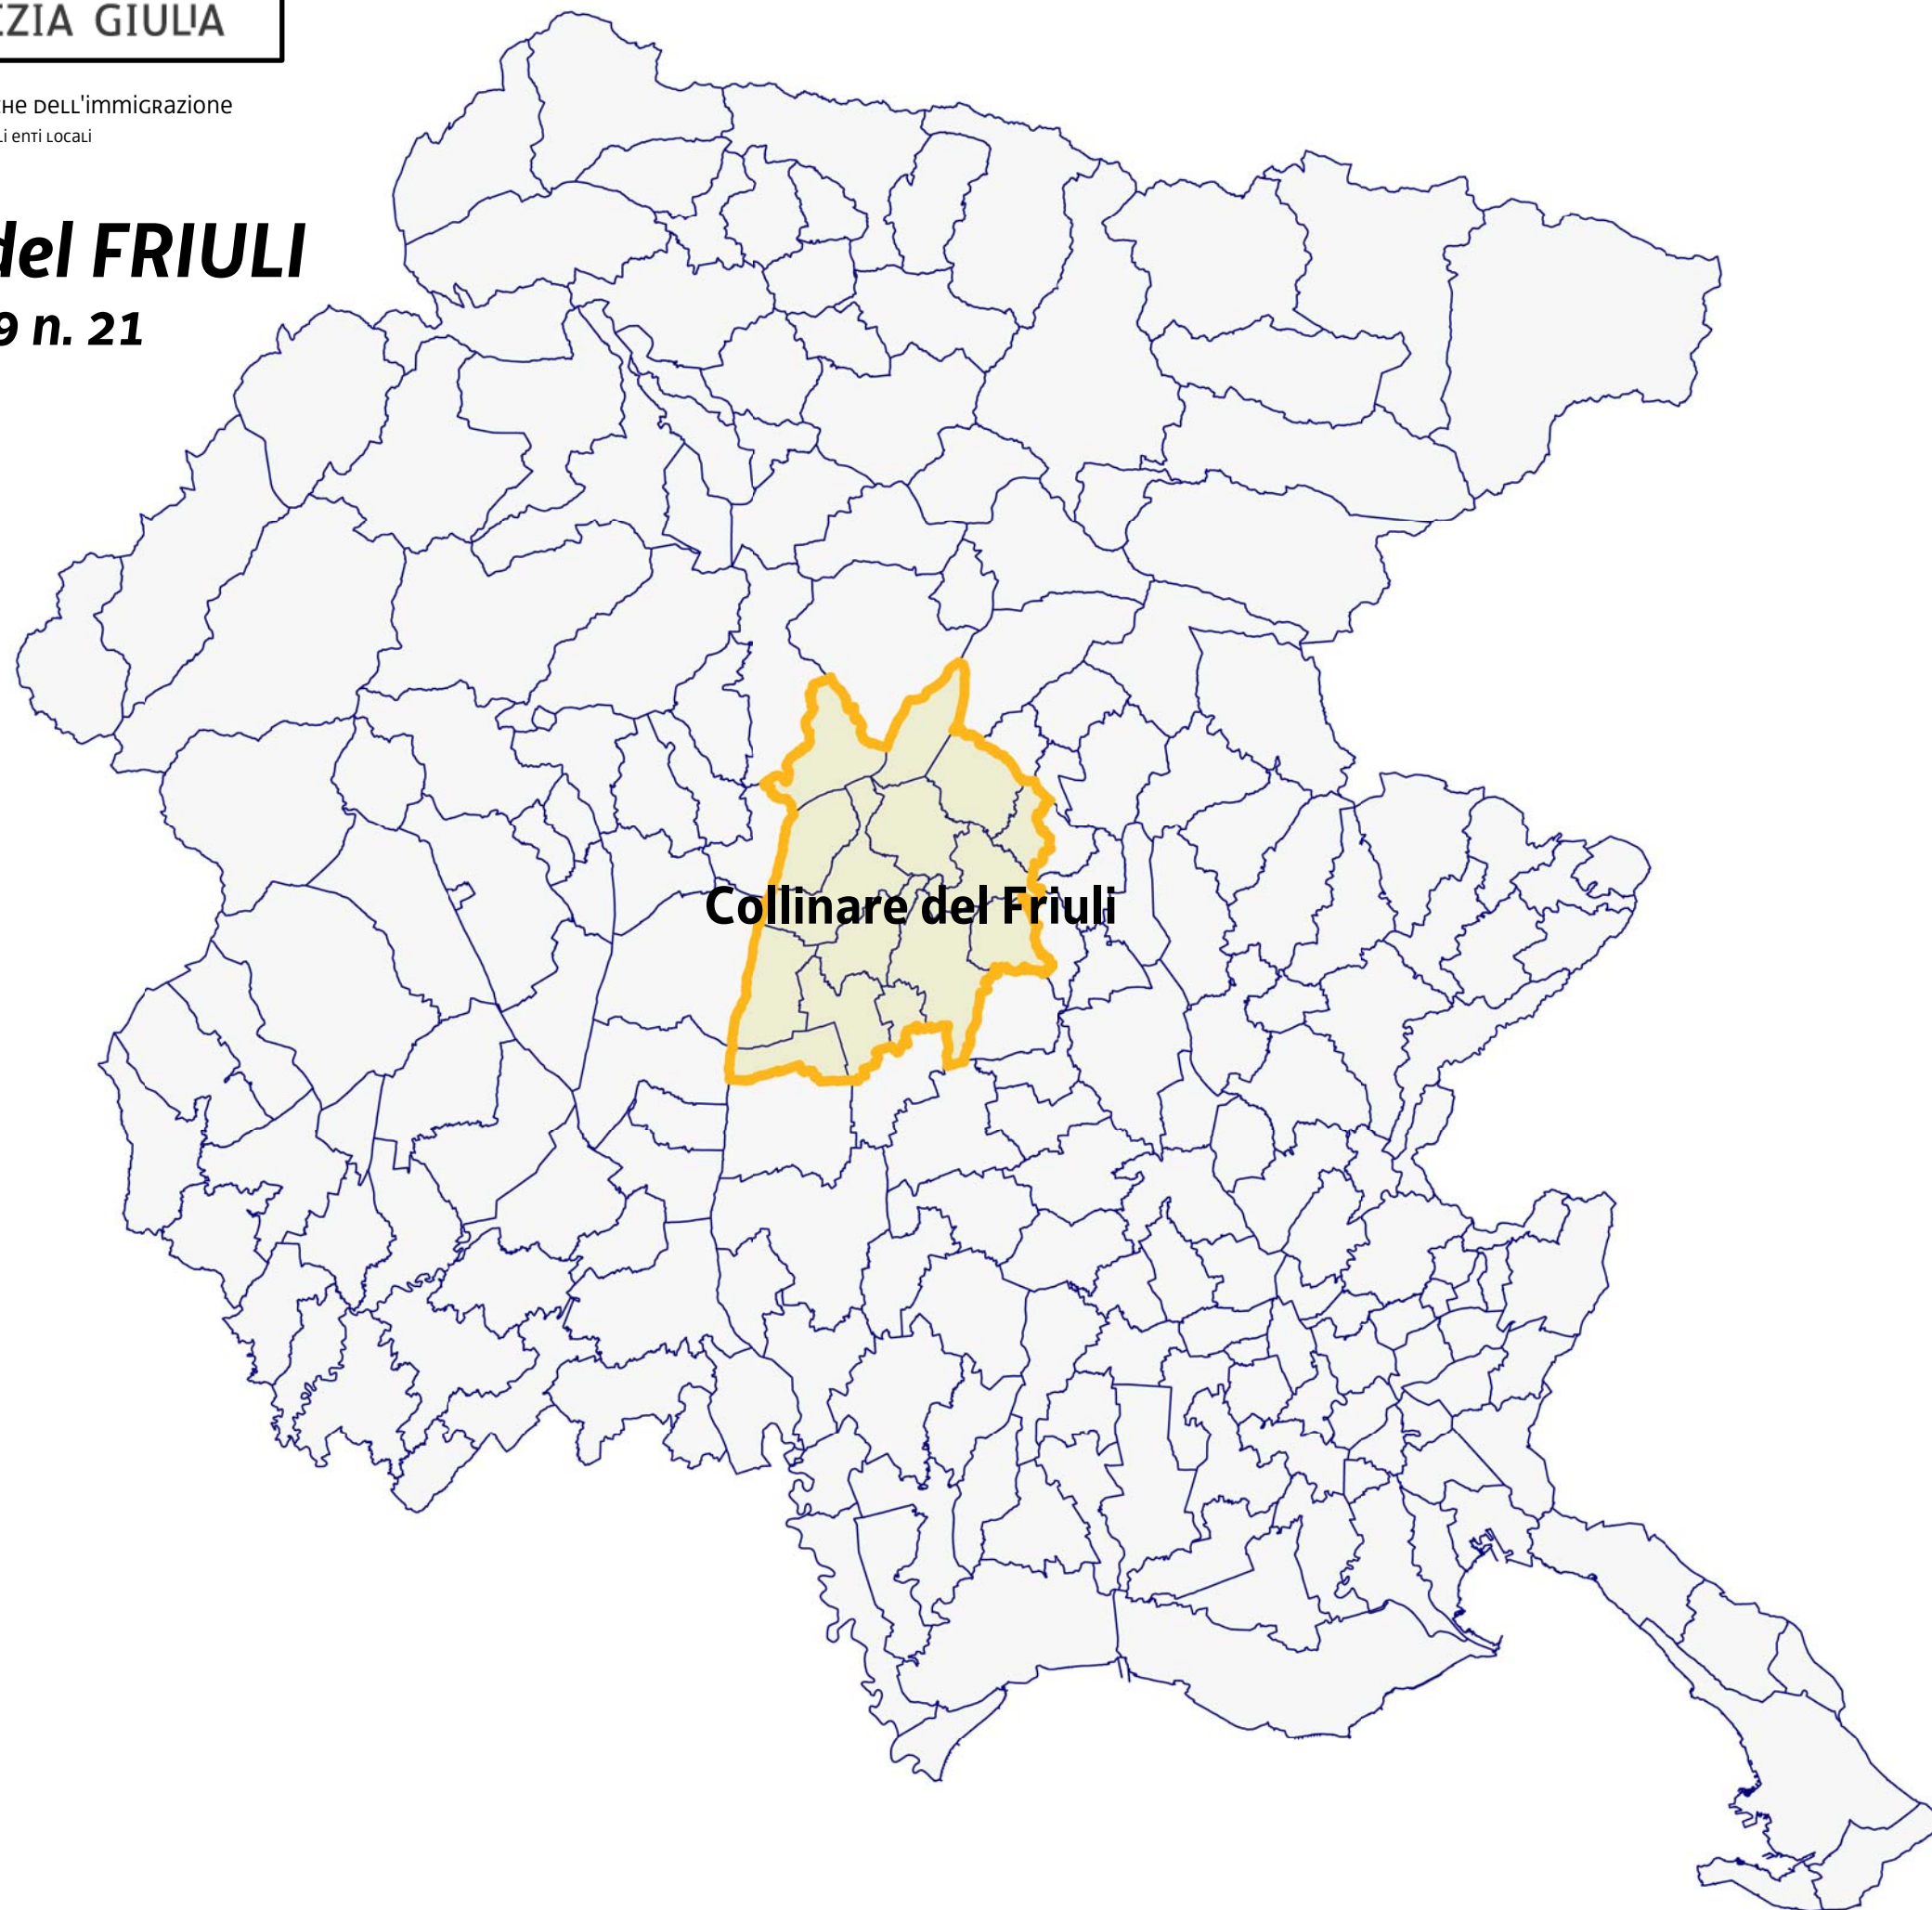 ZIA GIULIA
HE DELL'IMMIGRAZIONE
LI ENTI LOCALI
del FRIULI
9 n. 21
Collinare del Friuli